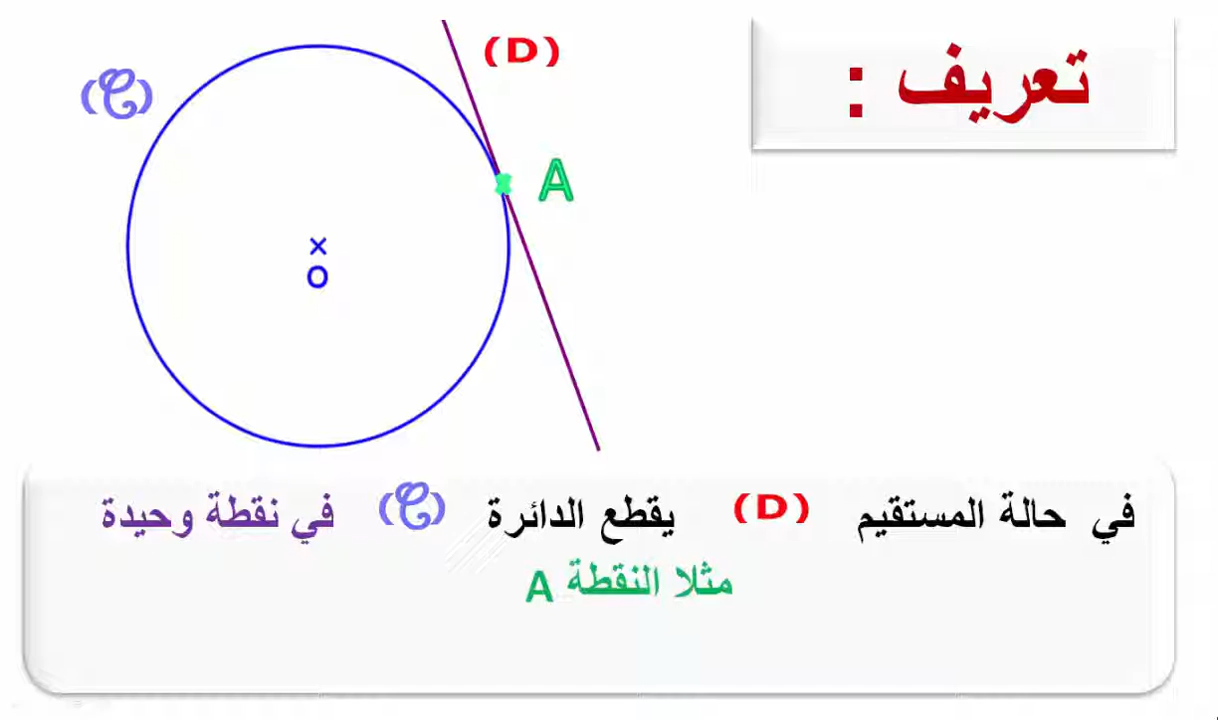 تعريف :
(D)
(C)
A
O
في حالة المستقيم (D) يقطع الدائرة (C) في نقطة وحيدة
مثلا النقطة A